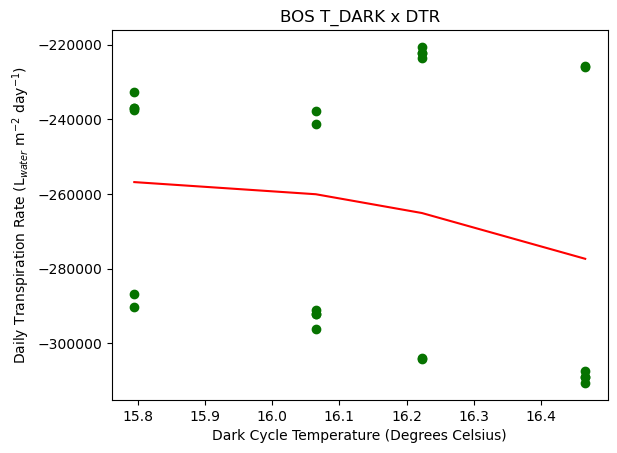 BOS T_DARK x DTR
Daily Transpiration Rate (L$_{water}$ m$^{-2}$ day$^{-1}$)
−220000
−240000
−260000
−280000
−300000
15.8 15.9 16.0 16.1 16.2 16.3 16.4
Dark Cycle Temperature (Degrees Celsius)